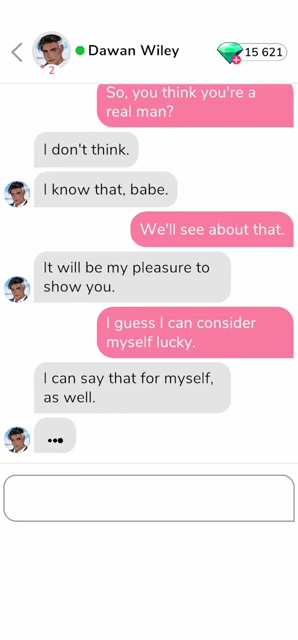 Dawan Wiley
15 621
2
So, you think you're a
real man?
I don't think.
I know that, babe.
We'll see about that.
It will be my pleasure to
show you.
I guess I can consider
myself lucky.
I can say that for myself,
as well.